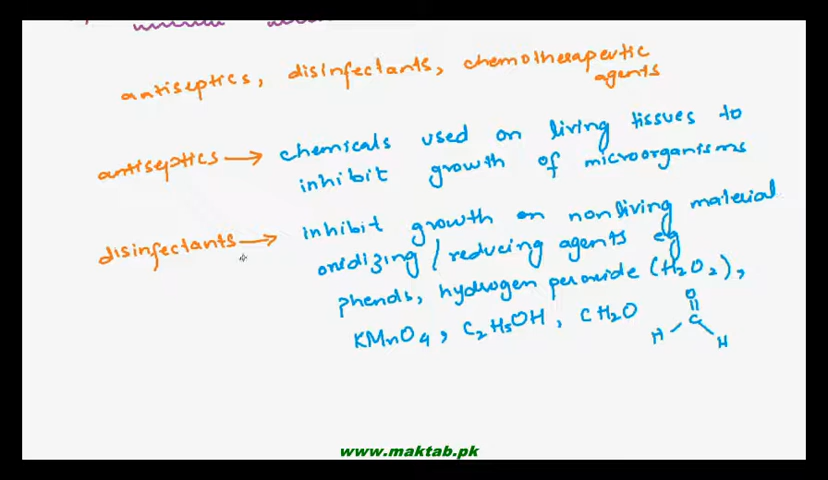 antiseptics, disinfectants, chemotherapeutic
agents
antiseptics → chemicals used on living tissues to
inhibit growth of microorganisms
disinfectants → inhibit growth on nonliving material
oxidizing / reducing agents eg
phenols, hydrogen peroxide (H₂O₂),
KMnO₄, C₂H₅OH, CH₂O
O
C
H H
www.maktab.pk